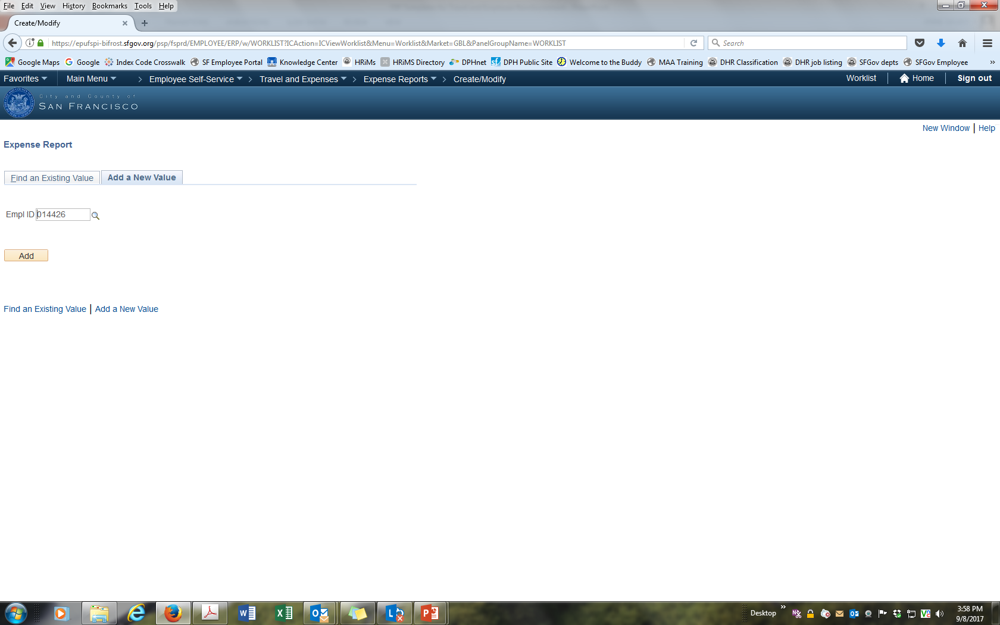 File Edit View History Bookmarks Tools Help
Create/Modify
https://epufspi-bifrost.sfgov.org/psp/fsprd/EMPLOYEE/ERP/w/WORKLIST?ICAction=ICViewWorklist&Menu=Worklist&Market=GBL&PanelGroupName=WORKLIST Search
Google Maps Google Index Code Crosswalk SF Employee Portal Knowledge Center HRiMs HRiMS Directory DPHnet DPH Public Site Welcome to the Buddy MAA Training DHR Classification DHR job listing SFGov depts SFGov Employee
Favorites Main Menu > Employee Self-Service > Travel and Expenses > Expense Reports > Create/Modify Worklist Home Sign out
City and County of
SAN FRANCISCO
New Window | Help
Expense Report
Find an Existing Value Add a New Value
Empl ID 014426
Add
Find an Existing Value | Add a New Value
Desktop
3:58 PM
9/8/2017